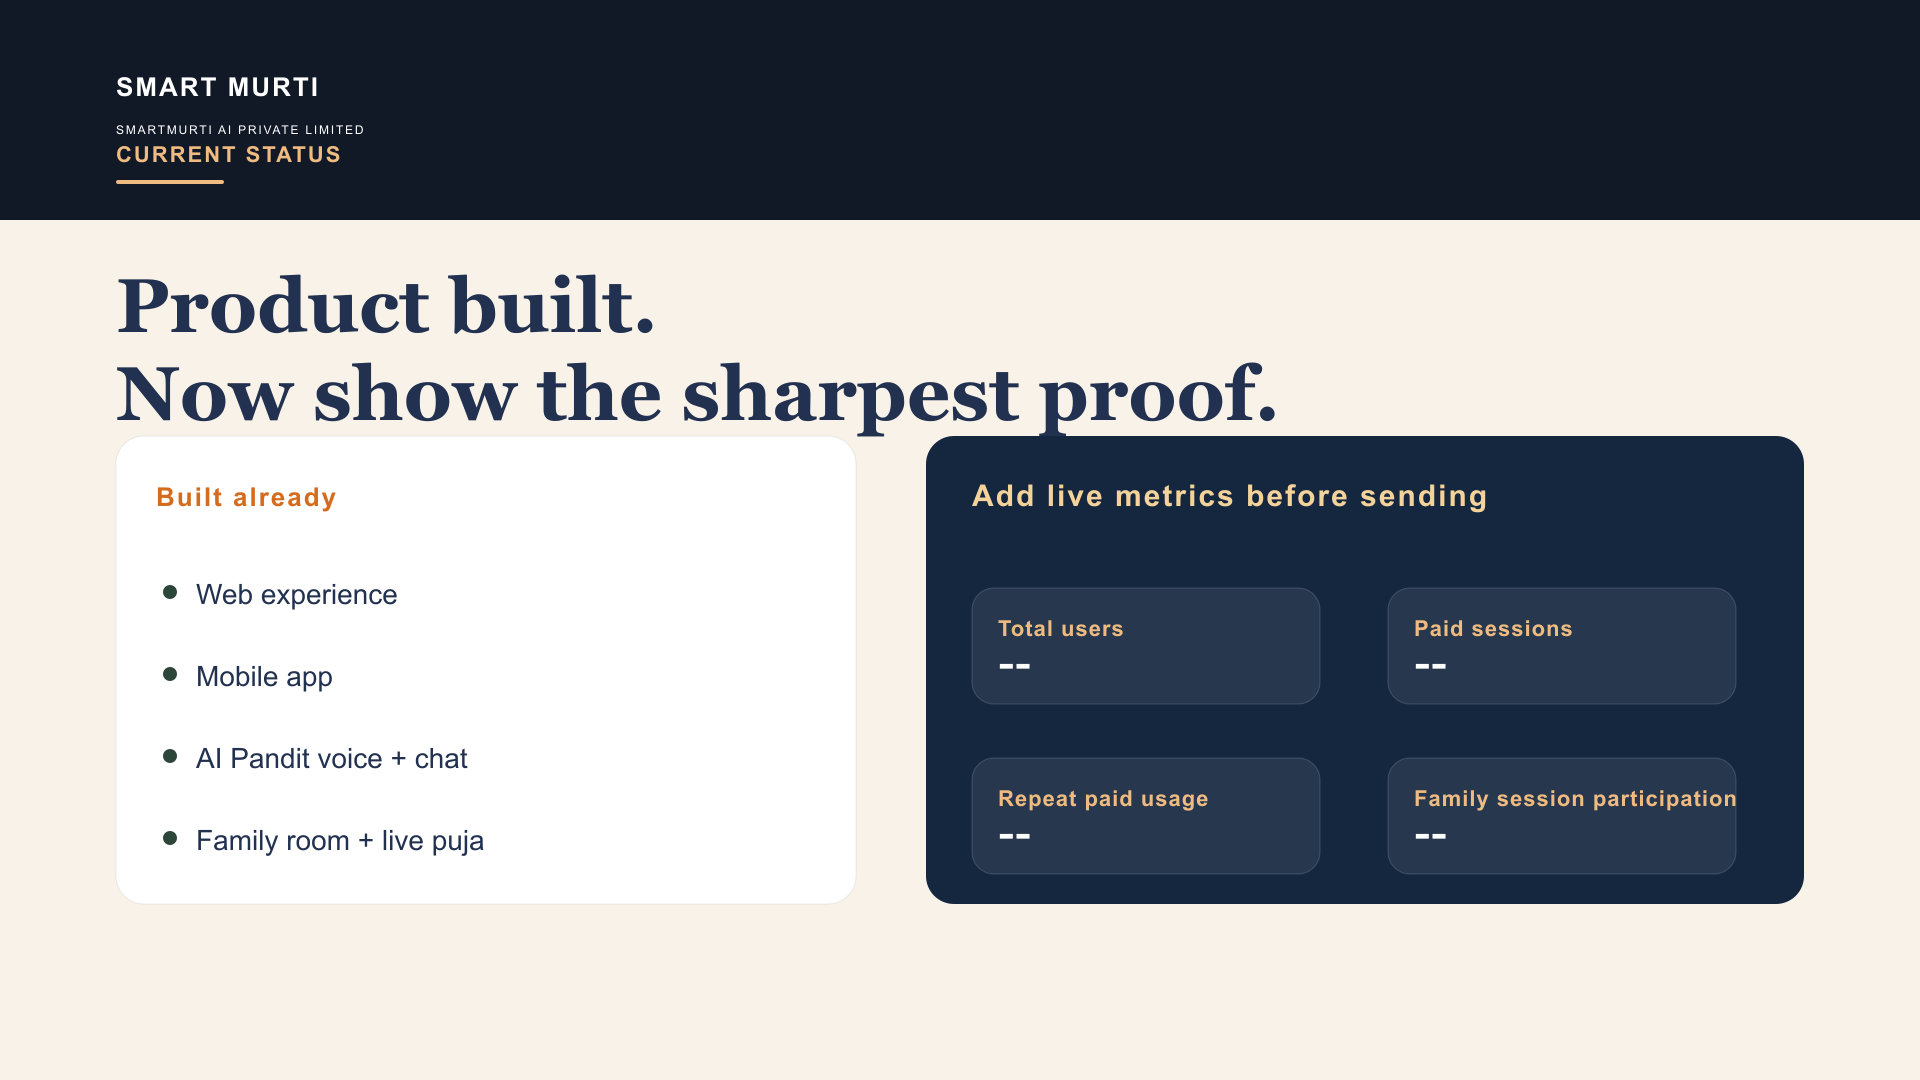 SMART MURTI
SMARTMURTI AI PRIVATE LIMITED
CURRENT STATUS
Product built.
Now show the sharpest proof.
Built already
Web experience
Mobile app
AI Pandit voice + chat
Family room + live puja
Add live metrics before sending
Total users
--
Paid sessions
--
Repeat paid usage
--
Family session participation
--